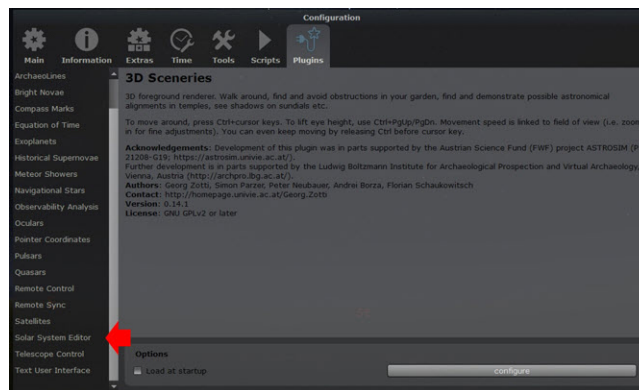 Configuration
Main Information Extras Time Tools Scripts Plugins
ArchaeoLines
Bright Novae
Compass Marks
Equation of Time
Exoplanets
Historical Supernovae
Meteor Showers
Navigational Stars
Observability Analysis
Oculars
Pointer Coordinates
Pulsars
Quasars
Remote Control
Remote Sync
Satellites
Solar System Editor
Telescope Control
Text User Interface
3D Sceneries
3D foreground renderer. Walk around, find and avoid obstructions in your garden, find and demonstrate possible astronomical
alignments in temples, see shadows on sundials etc.
To move around, press Ctrl+cursor keys. To lift eye height, use Ctrl+PgUp/PgDn. Movement speed is linked to field of view (i.e. zoom
in for fine adjustments). You can even keep moving by releasing Ctrl before cursor key.
Acknowledgements: Development of this plugin was in parts supported by the Austrian Science Fund (FWF) project ASTROSIM (P
21208-G19; https://astrosim.univie.ac.at/).
Further development is in parts supported by the Ludwig Boltzmann Institute for Archaeological Prospection and Virtual Archaeology,
Vienna, Austria (http://archpro.lbg.ac.at/).
Authors: Georg Zotti, Simon Parzer, Peter Neubauer, Andrei Borza, Florian Schaukowitsch
Contact: http://homepage.univie.ac.at/Georg.Zotti
Version: 0.14.1
License: GNU GPLv2 or later
Options
Load at startup
configure